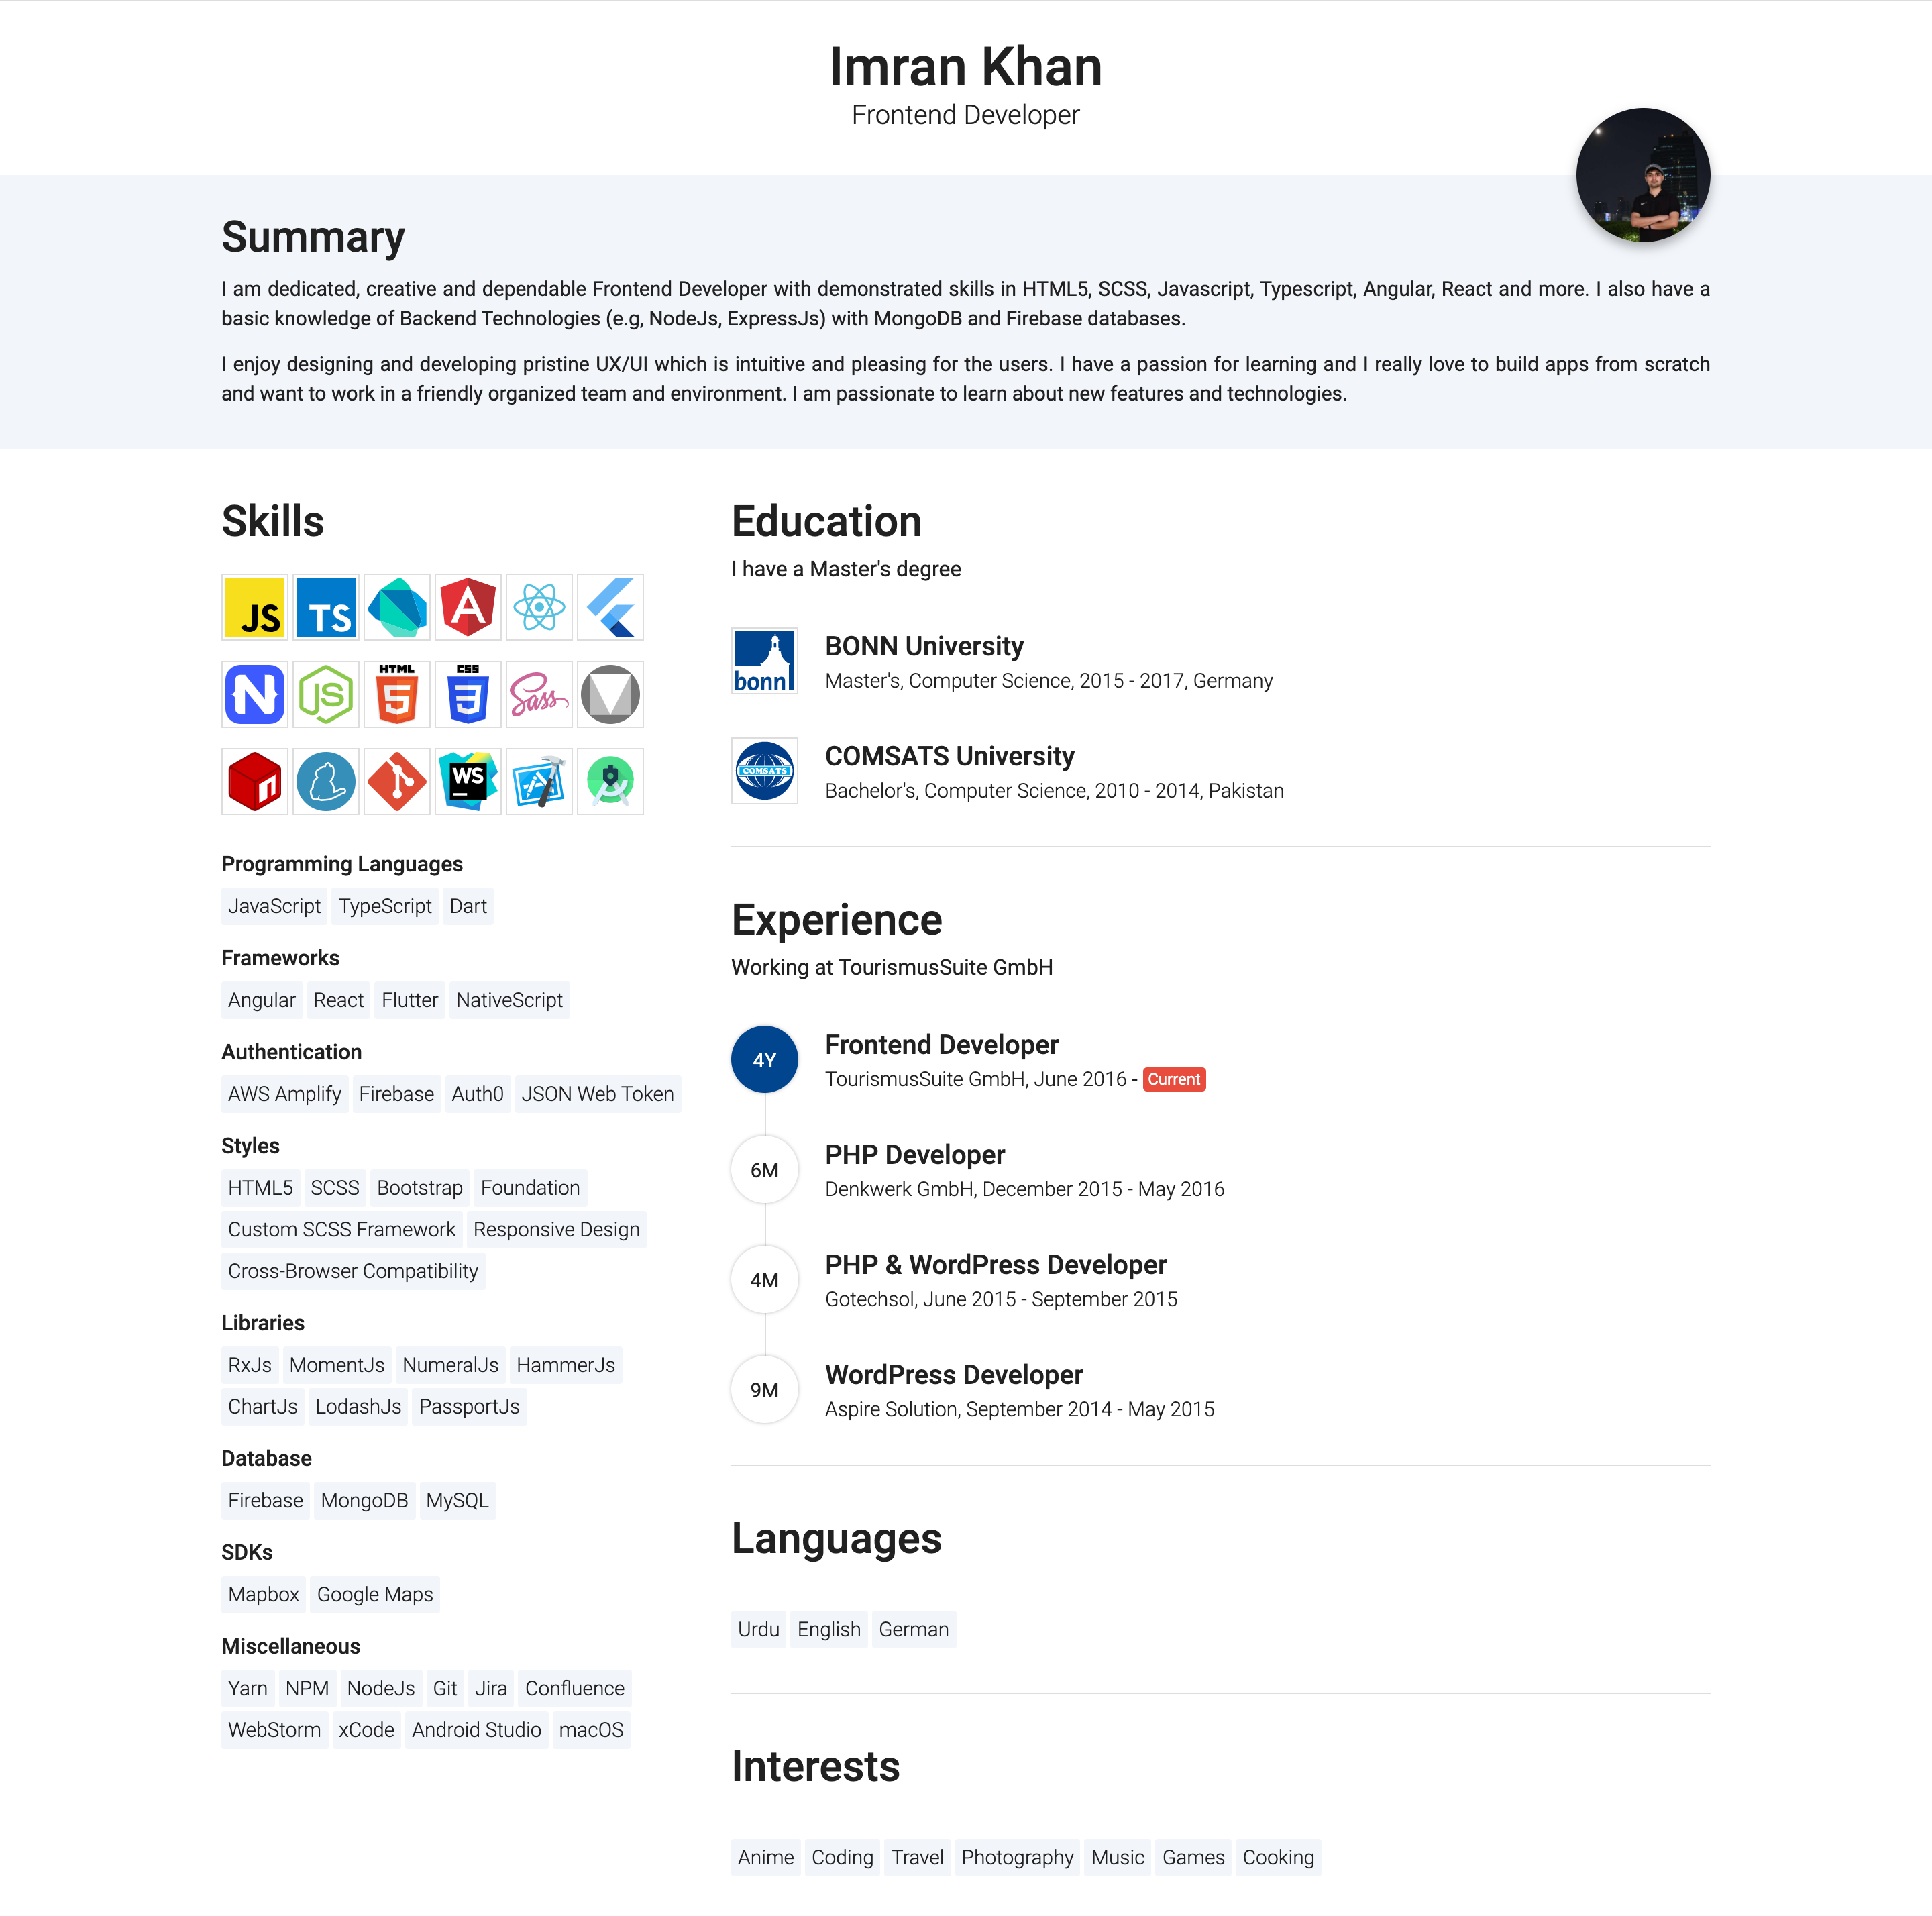 Imran Khan
Frontend Developer
Summary
I am dedicated, creative and dependable Frontend Developer with demonstrated skills in HTML5, SCSS, Javascript, Typescript, Angular, React and more. I also have a
basic knowledge of Backend Technologies (e.g, NodeJs, ExpressJs) with MongoDB and Firebase databases.
I enjoy designing and developing pristine UX/UI which is intuitive and pleasing for the users. I have a passion for learning and I really love to build apps from scratch
and want to work in a friendly organized team and environment. I am passionate to learn about new features and technologies.
Skills
JS TS A
N JS HTML 5 CSS 3 Sass
n WS
Programming Languages
JavaScript TypeScript Dart
Frameworks
Angular React Flutter NativeScript
Authentication
AWS Amplify Firebase Auth0 JSON Web Token
Styles
HTML5 SCSS Bootstrap Foundation
Custom SCSS Framework Responsive Design
Cross-Browser Compatibility
Libraries
RxJs MomentJs NumeralJs HammerJs
ChartJs LodashJs PassportJs
Database
Firebase MongoDB MySQL
SDKs
Mapbox Google Maps
Miscellaneous
Yarn NPM NodeJs Git Jira Confluence
WebStorm xCode Android Studio macOS
Education
I have a Master's degree
bonn
BONN University
Master's, Computer Science, 2015 - 2017, Germany
COMSATS
COMSATS University
Bachelor's, Computer Science, 2010 - 2014, Pakistan
Experience
Working at TourismusSuite GmbH
4Y
Frontend Developer
TourismusSuite GmbH, June 2016 - Current
6M
PHP Developer
Denkwerk GmbH, December 2015 - May 2016
4M
PHP & WordPress Developer
Gotechsol, June 2015 - September 2015
9M
WordPress Developer
Aspire Solution, September 2014 - May 2015
Languages
Urdu English German
Interests
Anime Coding Travel Photography Music Games Cooking